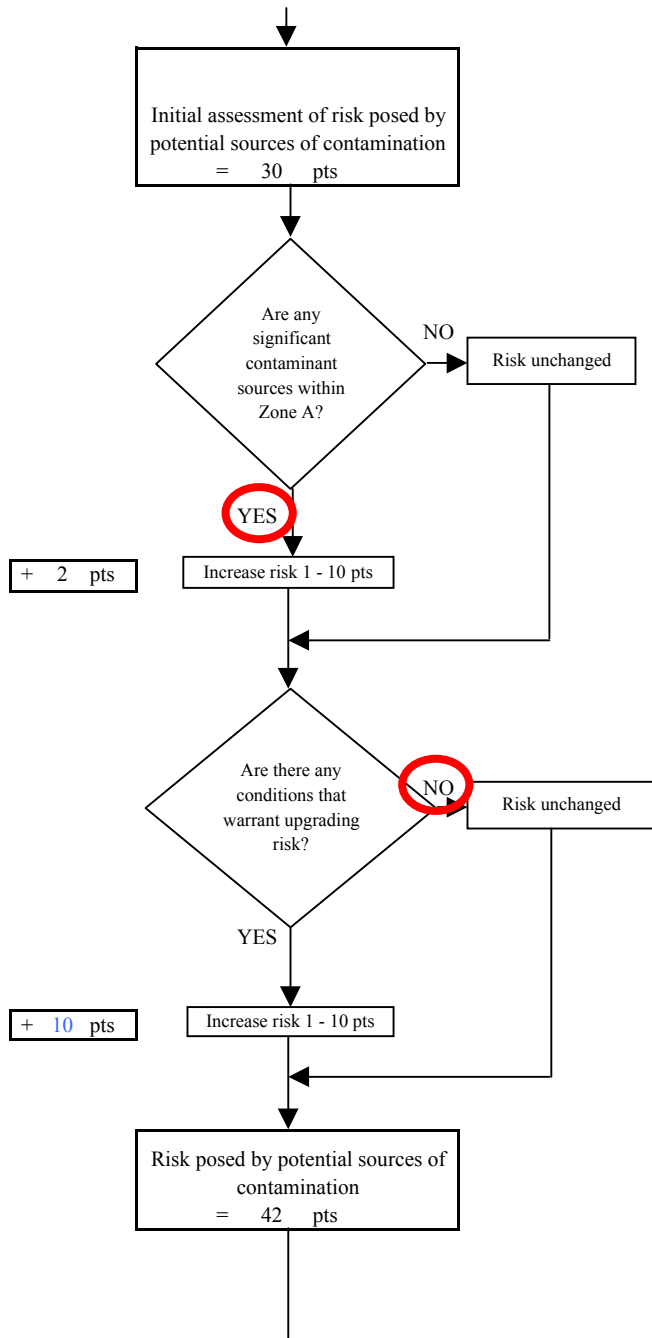 Initial assessment of risk posed by
potential sources of contamination
= 30 pts
Are any
significant
contaminant
sources within
Zone A?
NO
Risk unchanged
YES
+ 2 pts
Increase risk 1 - 10 pts
Are there any
conditions that
warrant upgrading
risk?
NO
Risk unchanged
YES
+ 10 pts
Increase risk 1 - 10 pts
Risk posed by potential sources of
contamination
= 42 pts